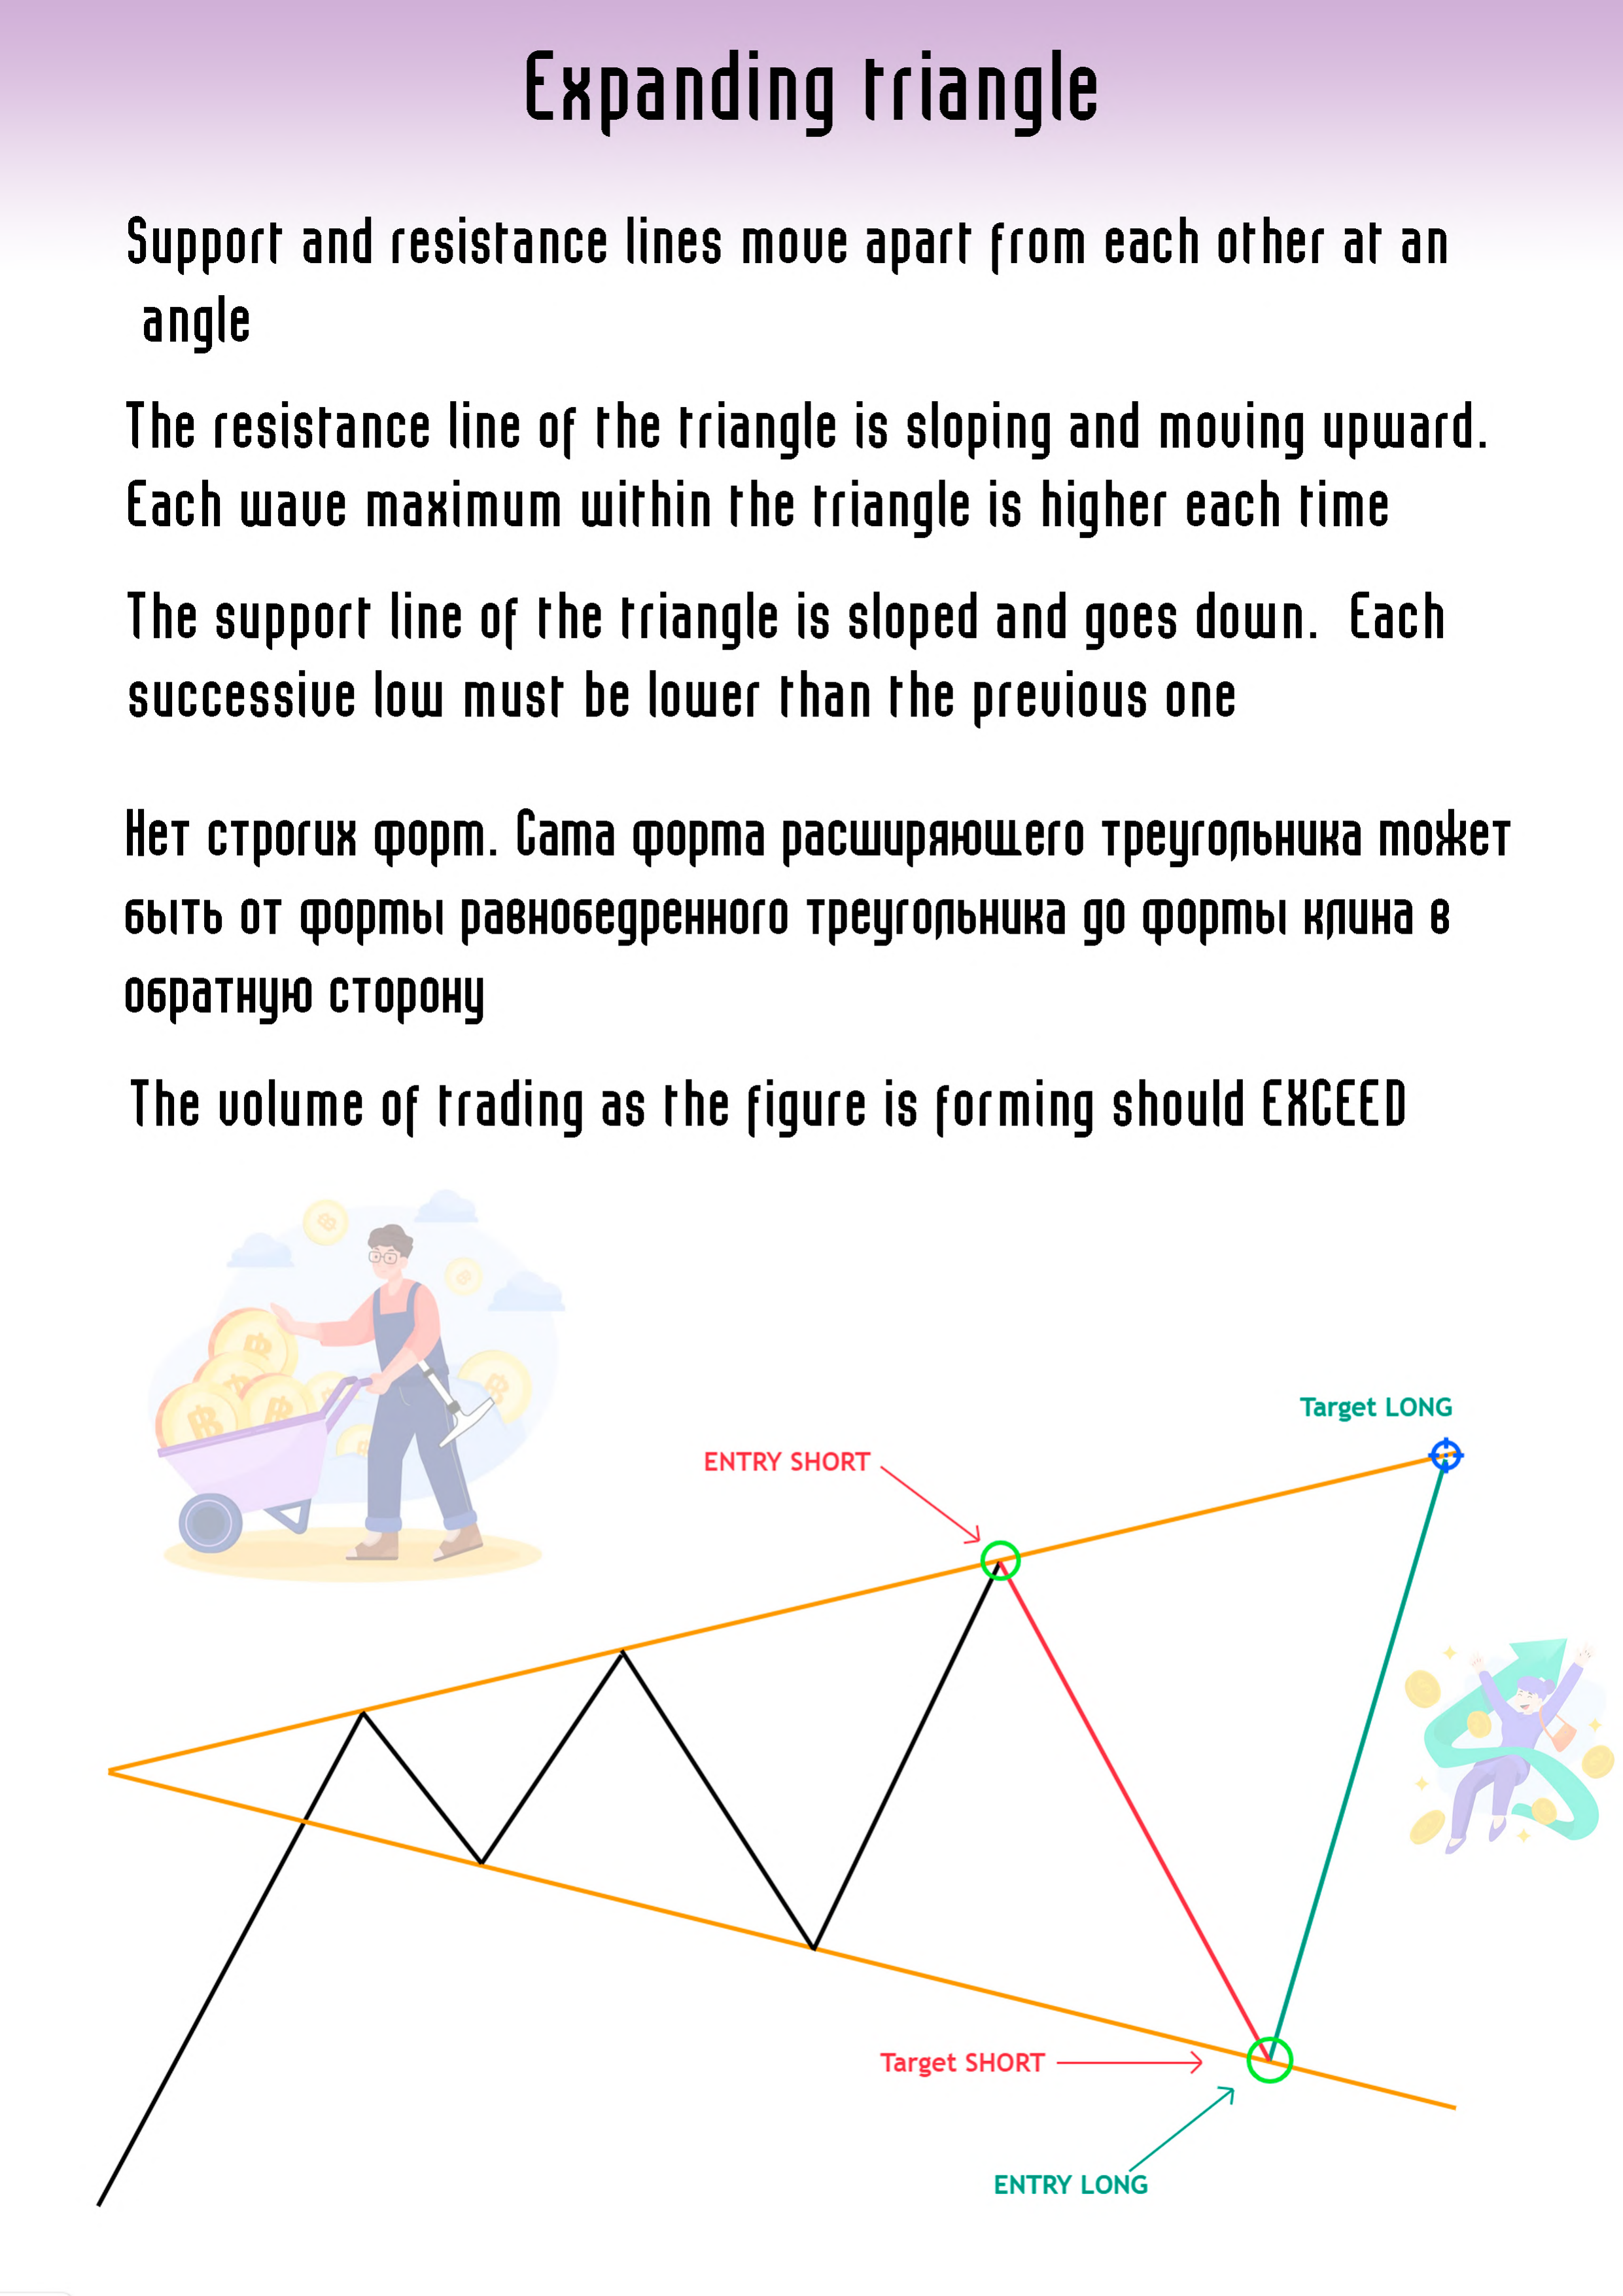 Expanding triangle
Support and resistance lines move apart from each other at an
angle
The resistance line of the triangle is sloping and moving upward.
Each wave maximum within the triangle is higher each time
The support line of the triangle is sloped and goes down. Each
successive low must be lower than the previous one
Нет строгих форм. Сама форма расширяющего треугольника может
быть от формы равнобедренного треугольника до формы клина в
обратную сторону
The volume of trading as the figure is forming should EXCEED
Target LONG
ENTRY SHORT
Target SHORT
ENTRY LONG